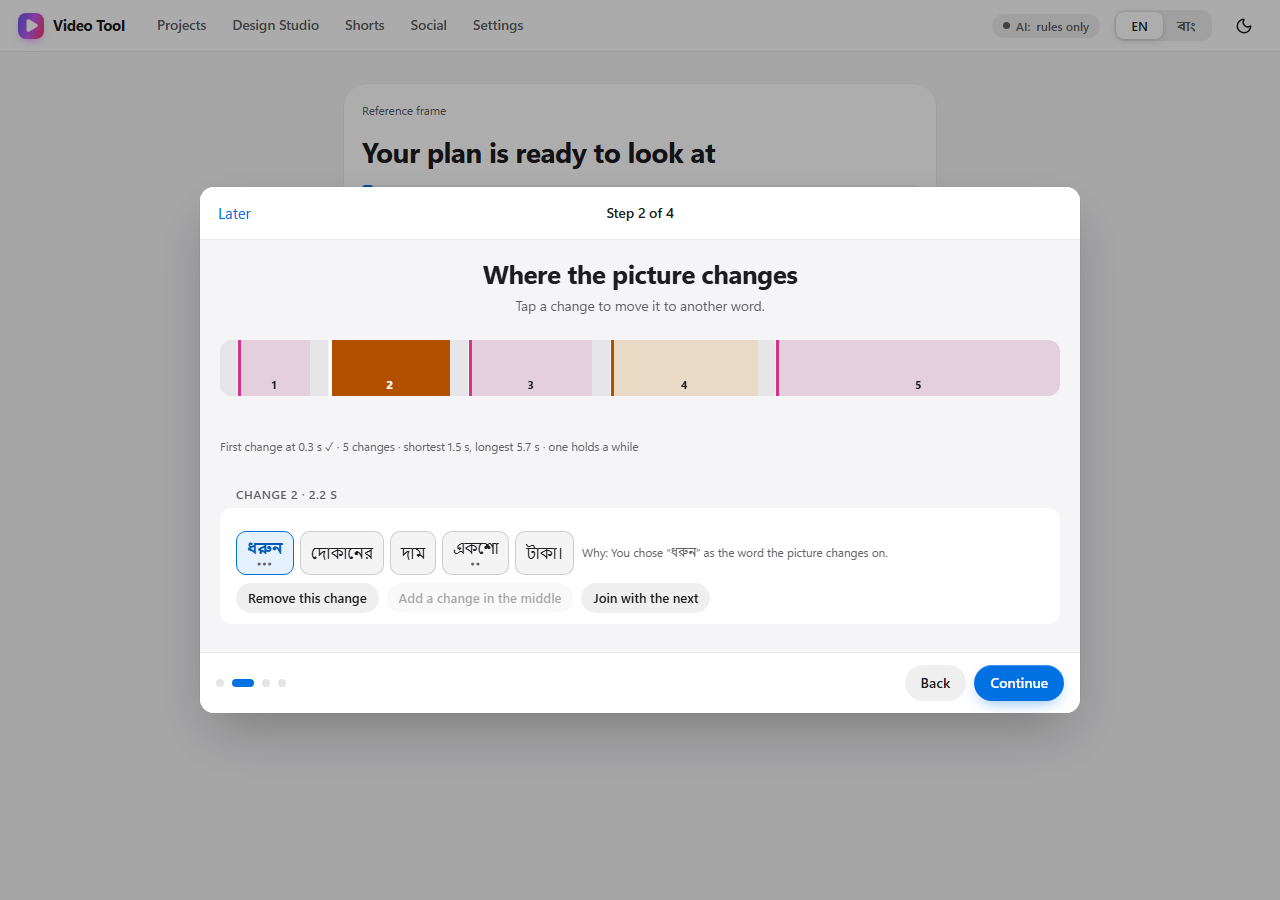 Video Tool Projects Design Studio Shorts Social Settings AI: rules only EN বাং
Reference frame
Your plan is ready to look at
Later Step 2 of 4
Where the picture changes
Tap a change to move it to another word.
1 2 3 4 5
First change at 0.3 s ✓ · 5 changes · shortest 1.5 s, longest 5.7 s · one holds a while
CHANGE 2 · 2.2 S
ধরুন দোকানের দাম একশো টাকা। Why: You chose "ধরুন" as the word the picture changes on.
Remove this change Add a change in the middle Join with the next
Back Continue